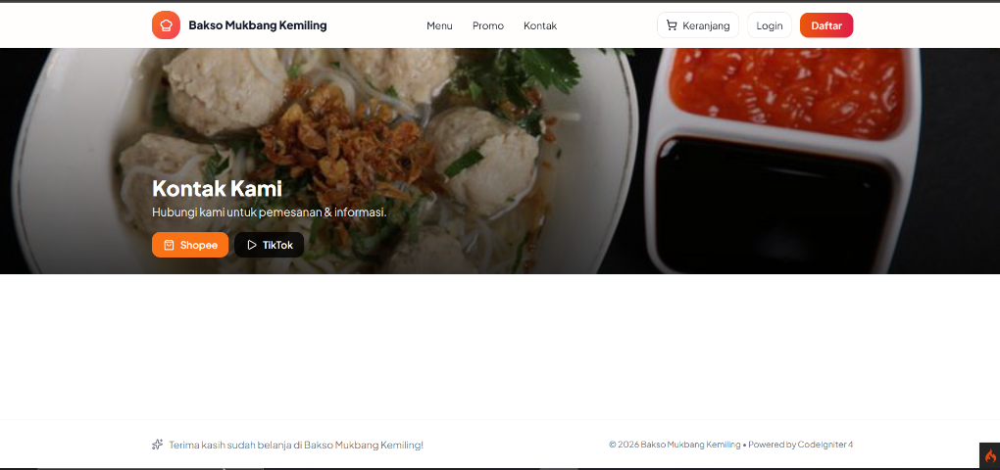 Bakso Mukbang Kemiling
Menu
Promo
Kontak
Keranjang
Login
Daftar
Kontak Kami
Hubungi kami untuk pemesanan & informasi.
Shopee
TikTok
Terima kasih sudah belanja di Bakso Mukbang Kemiling!
© 2026 Bakso Mukbang Kemiling • Powered by CodeIgniter 4